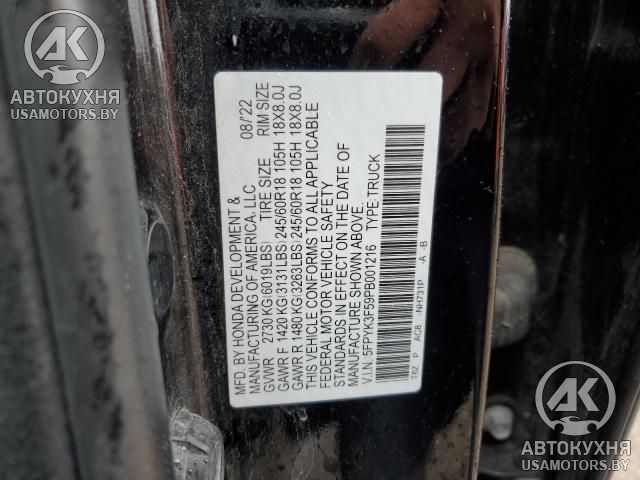 АВТОКУХНЯ
USAMOTORS.BY
MFD. BY HONDA DEVELOPMENT & 08/'22
MANUFACTURING OF AMERICA, LLC
TIRE SIZE RIM SIZE
GVWR 2730 KG(6019LBS)
GAWR F 1420 KG(3131LBS)245/60R18 105H 18X8.0J
GAWR R 1480 KG(3263LBS)245/60R18 105H 18X8.0J
THIS VEHICLE CONFORMS TO ALL APPLICABLE
FEDERAL MOTOR VEHICLE SAFETY
STANDARDS IN EFFECT ON THE DATE OF
MANUFACTURE SHOWN ABOVE.
V.I.N. 5FPYK3F59PB001216 TYPE:TRUCK
T6Z P AC8 -NH731P -A -B
АВТОКУХНЯ
USAMOTORS.BY